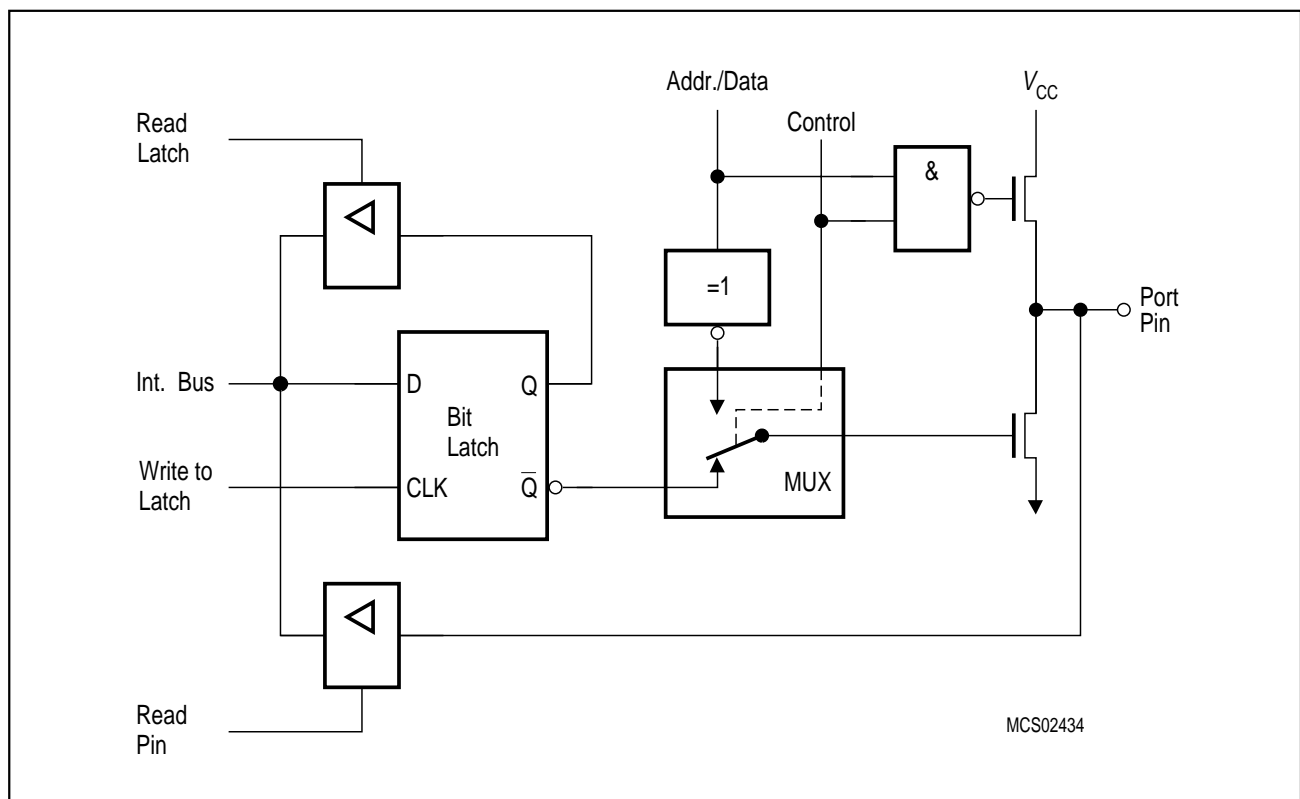 Addr./Data
V
CC
Control
Read
Latch
&
=1
Port
Pin
Int. Bus
D
Q
Bit
Latch
Write to
Latch
CLK
Q̅
MUX
Read
Pin
MCS02434